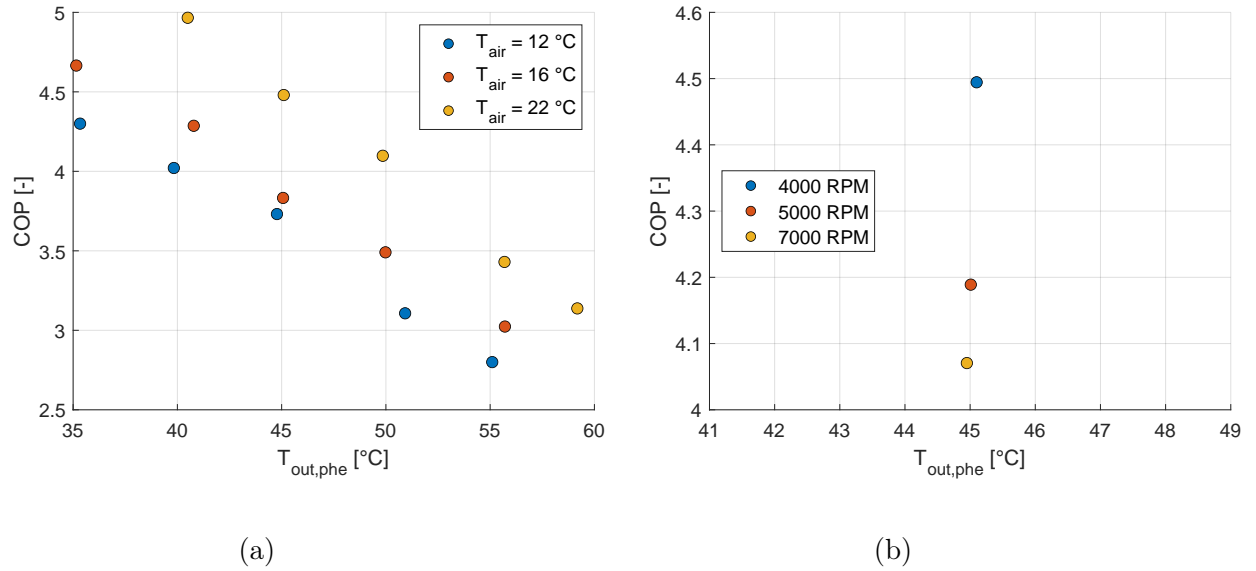 5
4.5
4
3.5
3
2.5
COP [-]
35
40
45
50
55
60
T_out,phe [°C]
T_air = 12 °C
T_air = 16 °C
T_air = 22 °C
(a)
4.6
4.5
4.4
4.3
4.2
4.1
4
COP [-]
41
42
43
44
45
46
47
48
49
T_out,phe [°C]
4000 RPM
5000 RPM
7000 RPM
(b)